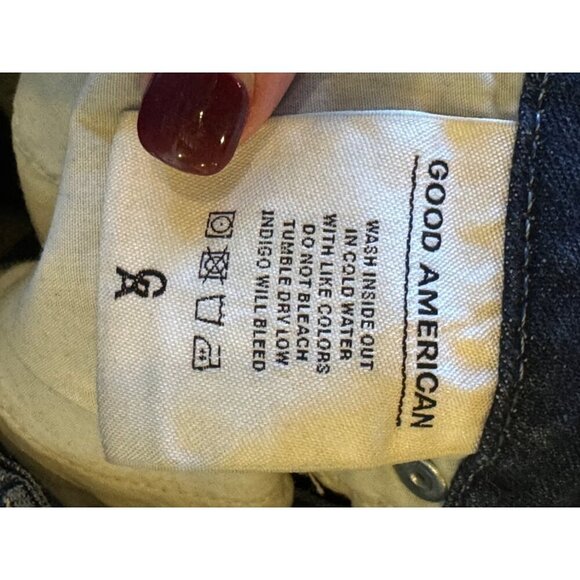 GOOD AMERICAN
WASH INSIDE OUT
IN COLD WATER
WITH LIKE COLORS
DO NOT BLEACH
TUMBLE DRY LOW
INDIGO WILL BLEED
GA